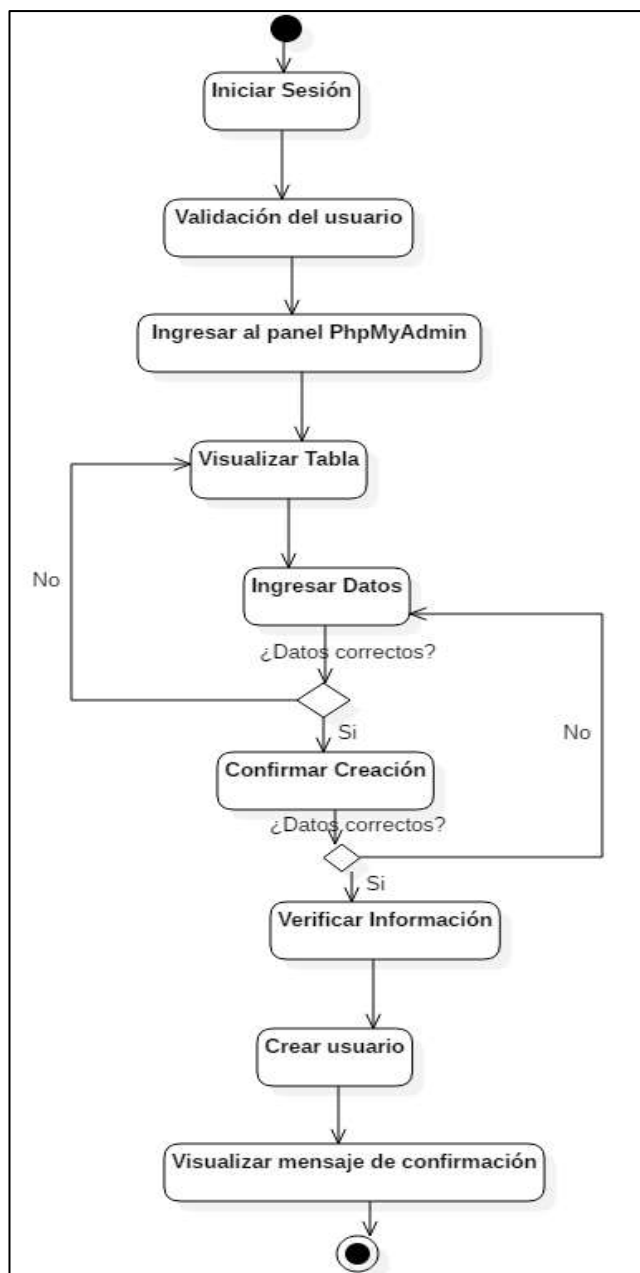 Iniciar Sesión
Validación del usuario
Ingresar al panel PhpMyAdmin
Visualizar Tabla
No
Ingresar Datos
¿Datos correctos?
Si
No
Confirmar Creación
¿Datos correctos?
Si
Verificar Información
Crear usuario
Visualizar mensaje de confirmación